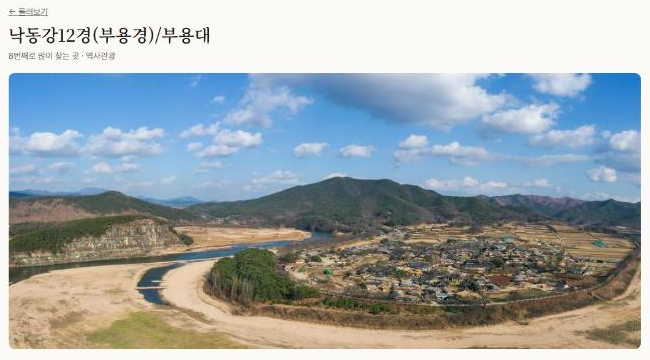 ← 둘러보기
낙동강12경(부용경)/부용대
8번째로 많이 찾는 곳 · 역사관광